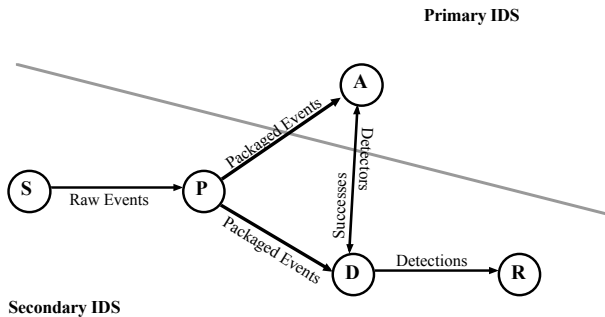 Primary IDS
A
Packaged Events
Detectors
Successes
S
Raw Events
P
Packaged Events
D
Detections
R
Secondary IDS